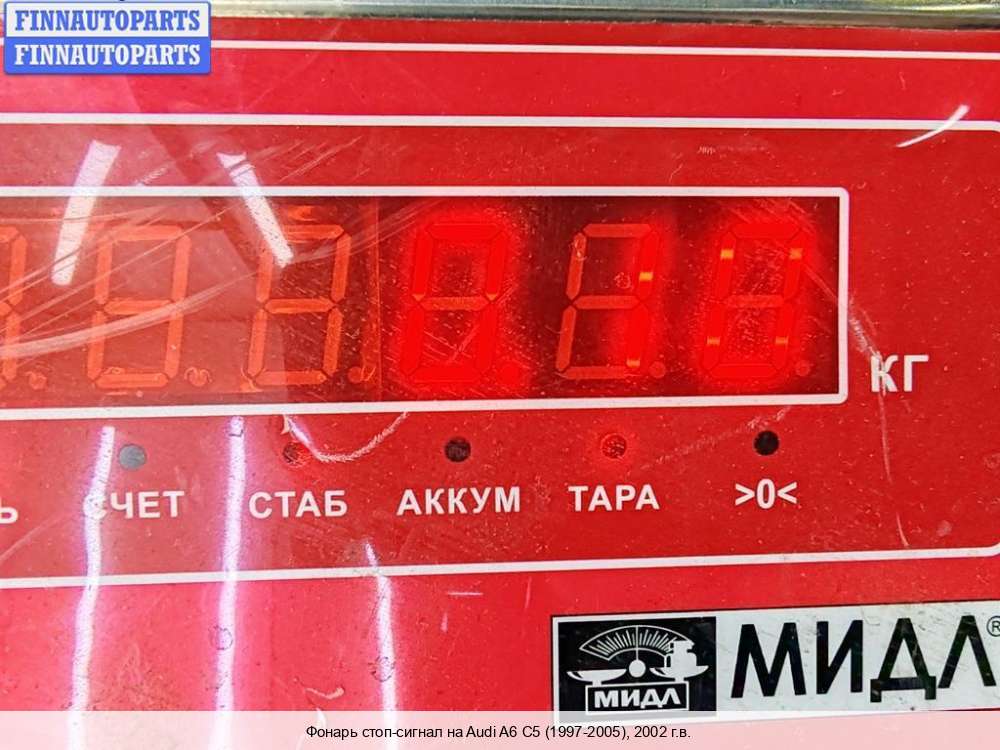 FINNAUTOPARTS
FINNAUTOPARTS
0.10
КГ
СЧЕТ
СТАБ
АККУМ
ТАРА
>0<
МИДЛ
МИДЛ®
Фонарь стоп-сигнал на Audi A6 C5 (1997-2005), 2002 г.в.